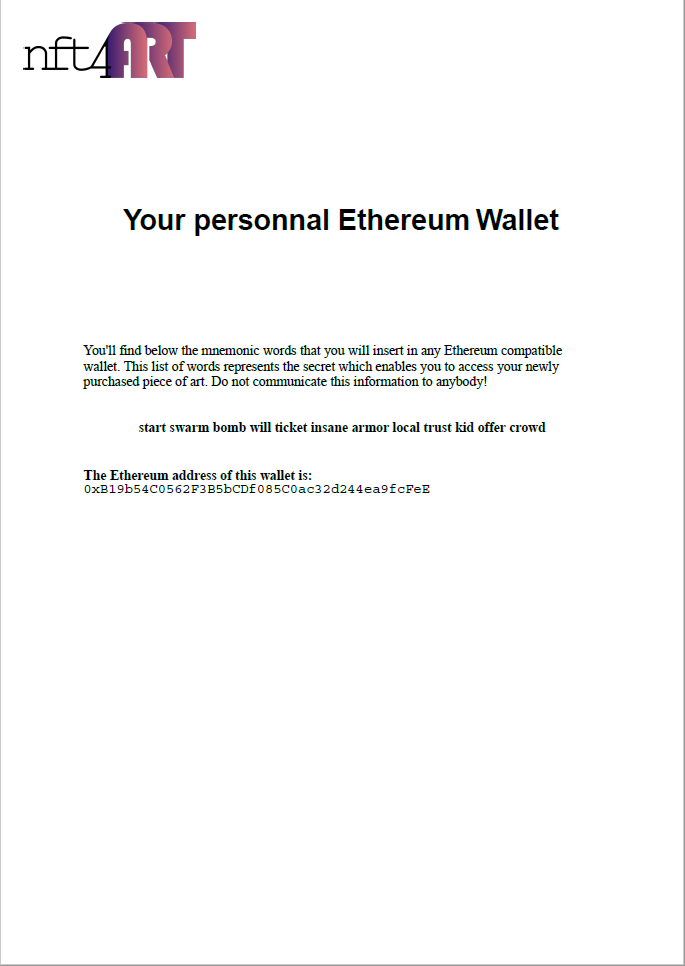 nft4ART
Your personnal Ethereum Wallet
You'll find below the mnemonic words that you will insert in any Ethereum compatible
wallet. This list of words represents the secret which enables you to access your newly
purchased piece of art. Do not communicate this information to anybody!
start swarm bomb will ticket insane armor local trust kid offer crowd
The Ethereum address of this wallet is:
0xB19b54C0562F3B5bCDf085C0ac32d244ea9fcFeE